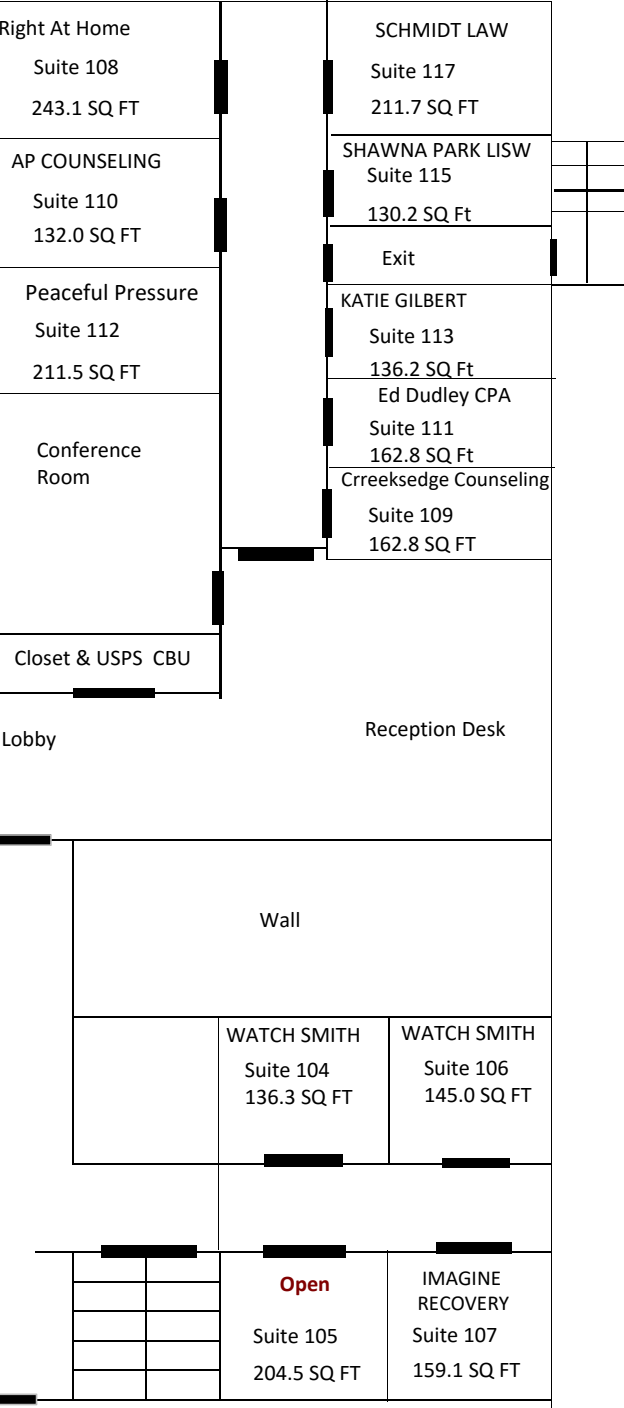 Right At Home
Suite 108
243.1 SQ FT
SCHMIDT LAW
Suite 117
211.7 SQ FT
AP COUNSELING
Suite 110
132.0 SQ FT
SHAWNA PARK LISW
Suite 115
130.2 SQ Ft
Exit
Peaceful Pressure
Suite 112
211.5 SQ FT
KATIE GILBERT
Suite 113
136.2 SQ Ft
Ed Dudley CPA
Suite 111
162.8 SQ Ft
Conference
Room
Crreeksedge Counseling
Suite 109
162.8 SQ FT
Closet & USPS CBU
Lobby
Reception Desk
Wall
WATCH SMITH
Suite 104
136.3 SQ FT
WATCH SMITH
Suite 106
145.0 SQ FT
Open
Suite 105
204.5 SQ FT
IMAGINE
RECOVERY
Suite 107
159.1 SQ FT